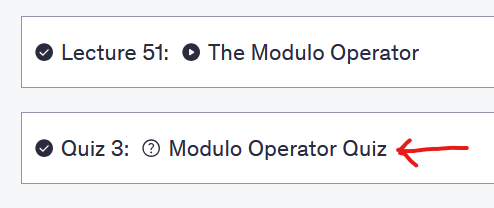 Lecture 51: The Modulo Operator
Quiz 3: Modulo Operator Quiz